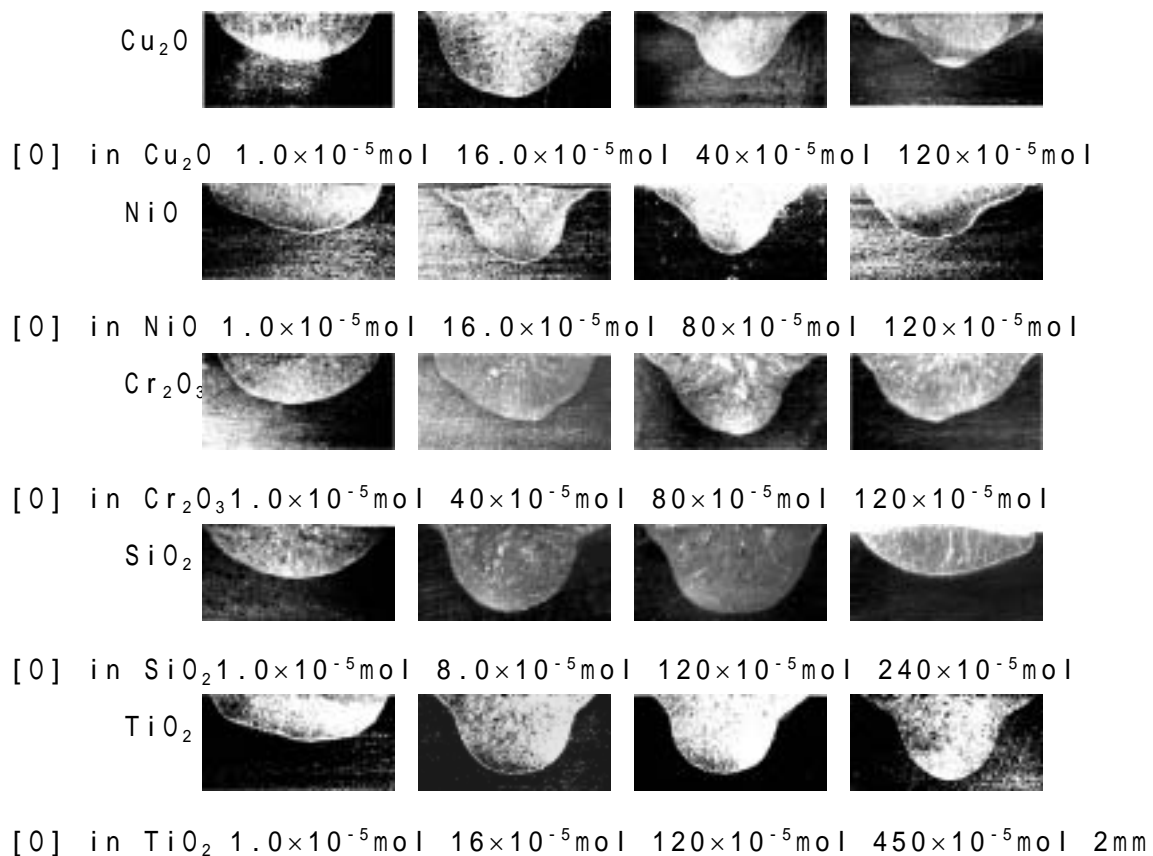 Cu₂O
[O] in Cu₂O 1.0×10⁻⁵mol 16.0×10⁻⁵mol 40×10⁻⁵mol 120×10⁻⁵mol
NiO
[O] in NiO 1.0×10⁻⁵mol 16.0×10⁻⁵mol 80×10⁻⁵mol 120×10⁻⁵mol
Cr₂O₃
[O] in Cr₂O₃1.0×10⁻⁵mol 40×10⁻⁵mol 80×10⁻⁵mol 120×10⁻⁵mol
SiO₂
[O] in SiO₂1.0×10⁻⁵mol 8.0×10⁻⁵mol 120×10⁻⁵mol 240×10⁻⁵mol
TiO₂
[O] in TiO₂ 1.0×10⁻⁵mol 16×10⁻⁵mol 120×10⁻⁵mol 450×10⁻⁵mol 2mm